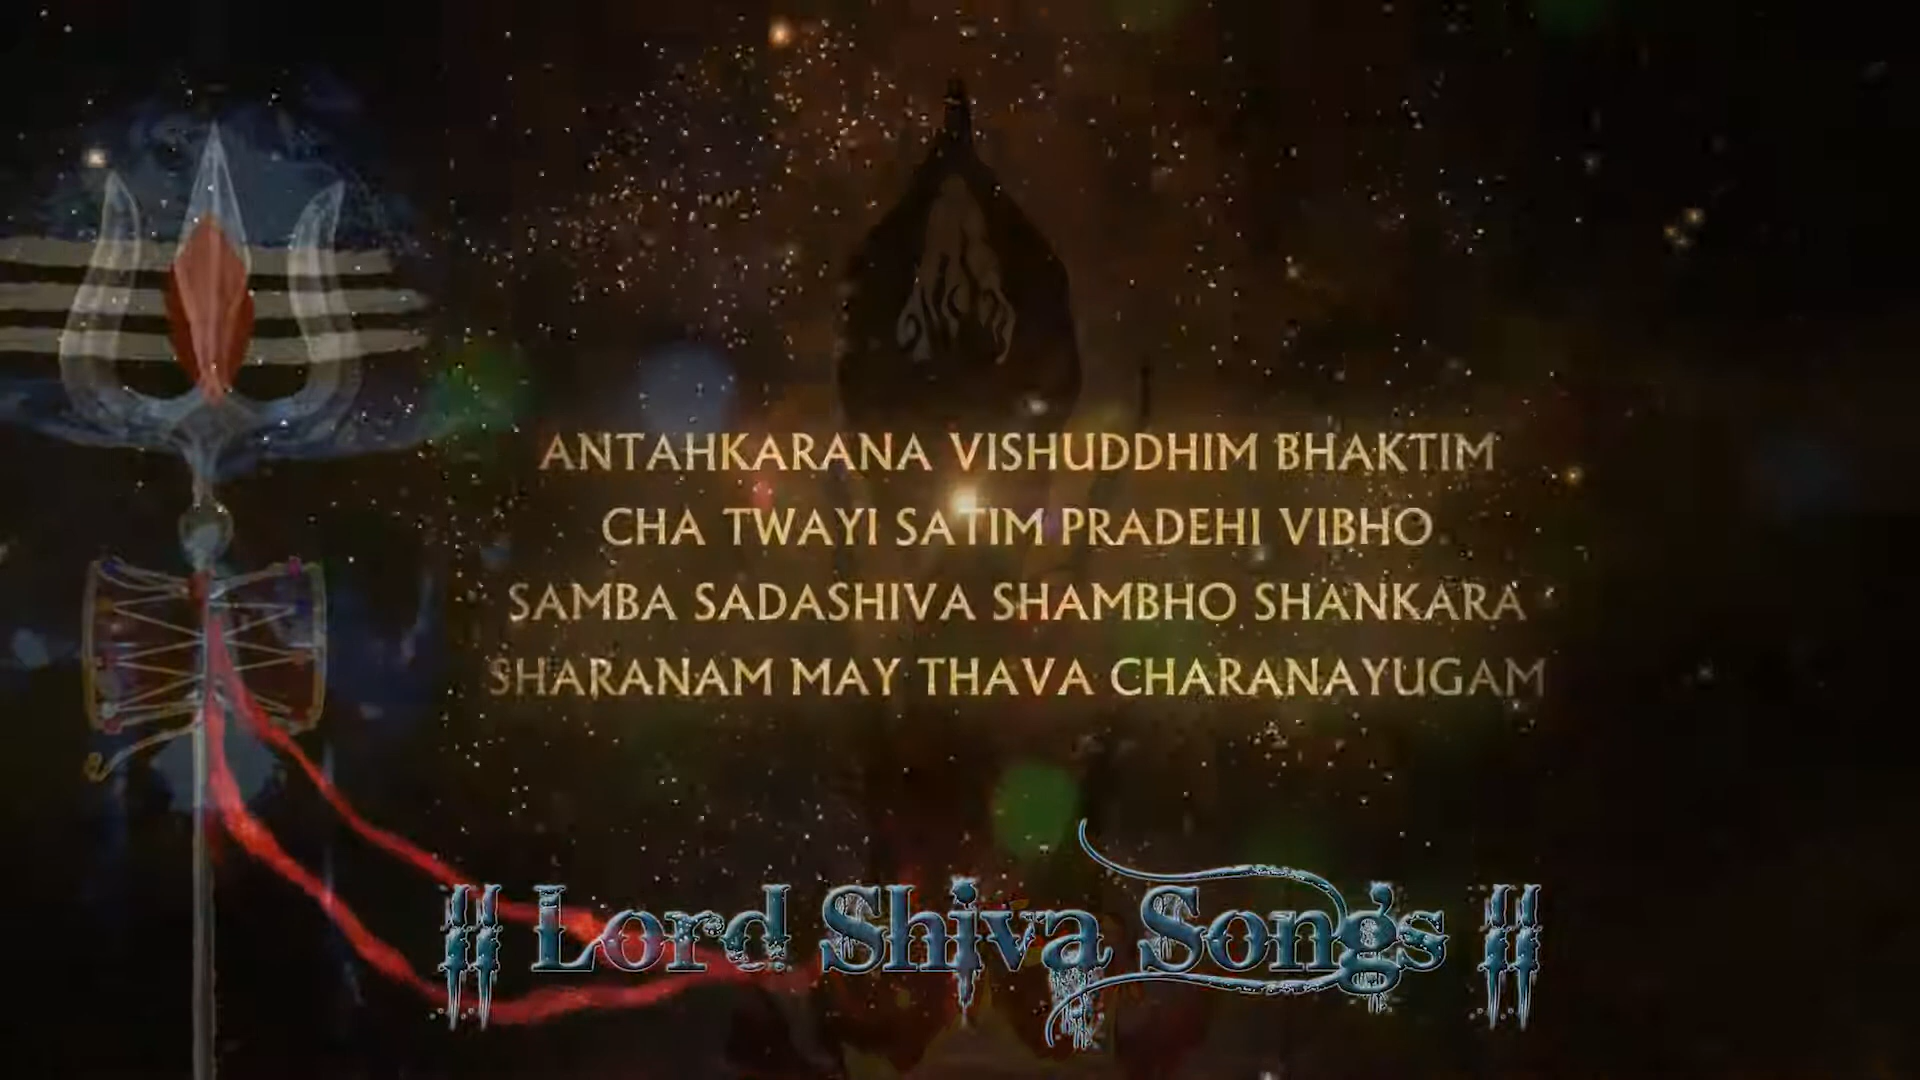 ANTAHKARANA VISHUDDHIM BHAKTIM
CHA TWAYI SATIM PRADEHI VIBHO
SAMBA SADASHIVA SHAMBHO SHANKARA
SHARANAM MAY THAVA CHARANAYUGAM
|| Lord Shiva Songs ||